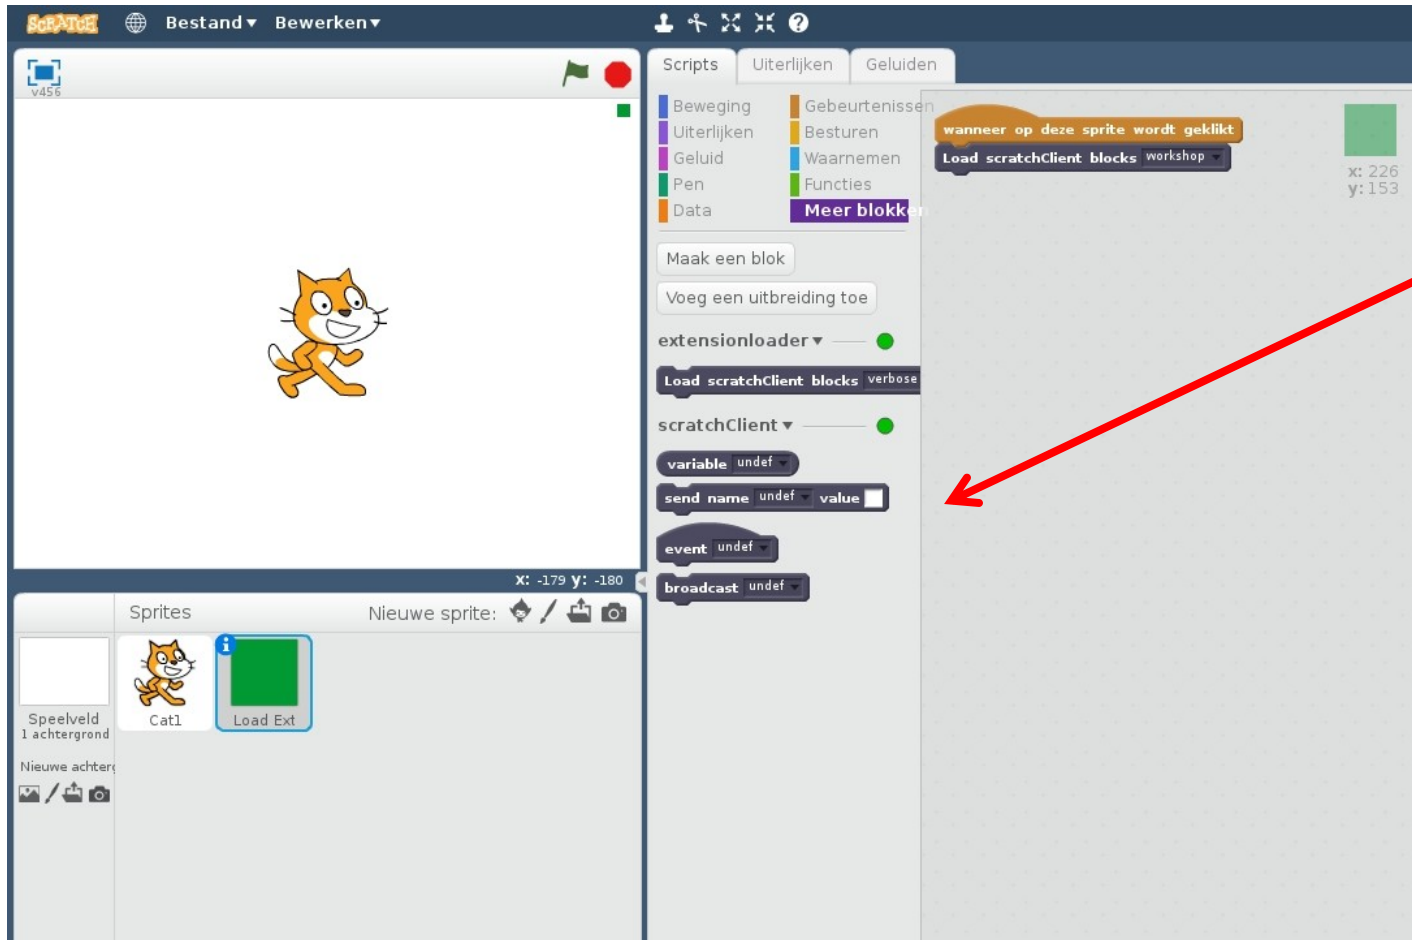 SCRATCH Bestand Bewerken
v456
Scripts Uiterlijken Geluiden
Beweging Gebeurtenissen
Uiterlijken Besturen
Geluid Waarnemen
Pen Functies
Data Meer blokken
Maak een blok
Voeg een uitbreiding toe
extensionloader
Load scratchClient blocks verbose
scratchClient
variable undef
send name undef value
event undef
broadcast undef
wanneer op deze sprite wordt geklikt
Load scratchClient blocks workshop
x: 226
y: 153
x: -179 y: -180
Sprites Nieuwe sprite:
Speelveld
1 achtergrond
Cat1
Load Ext
Nieuwe achterg